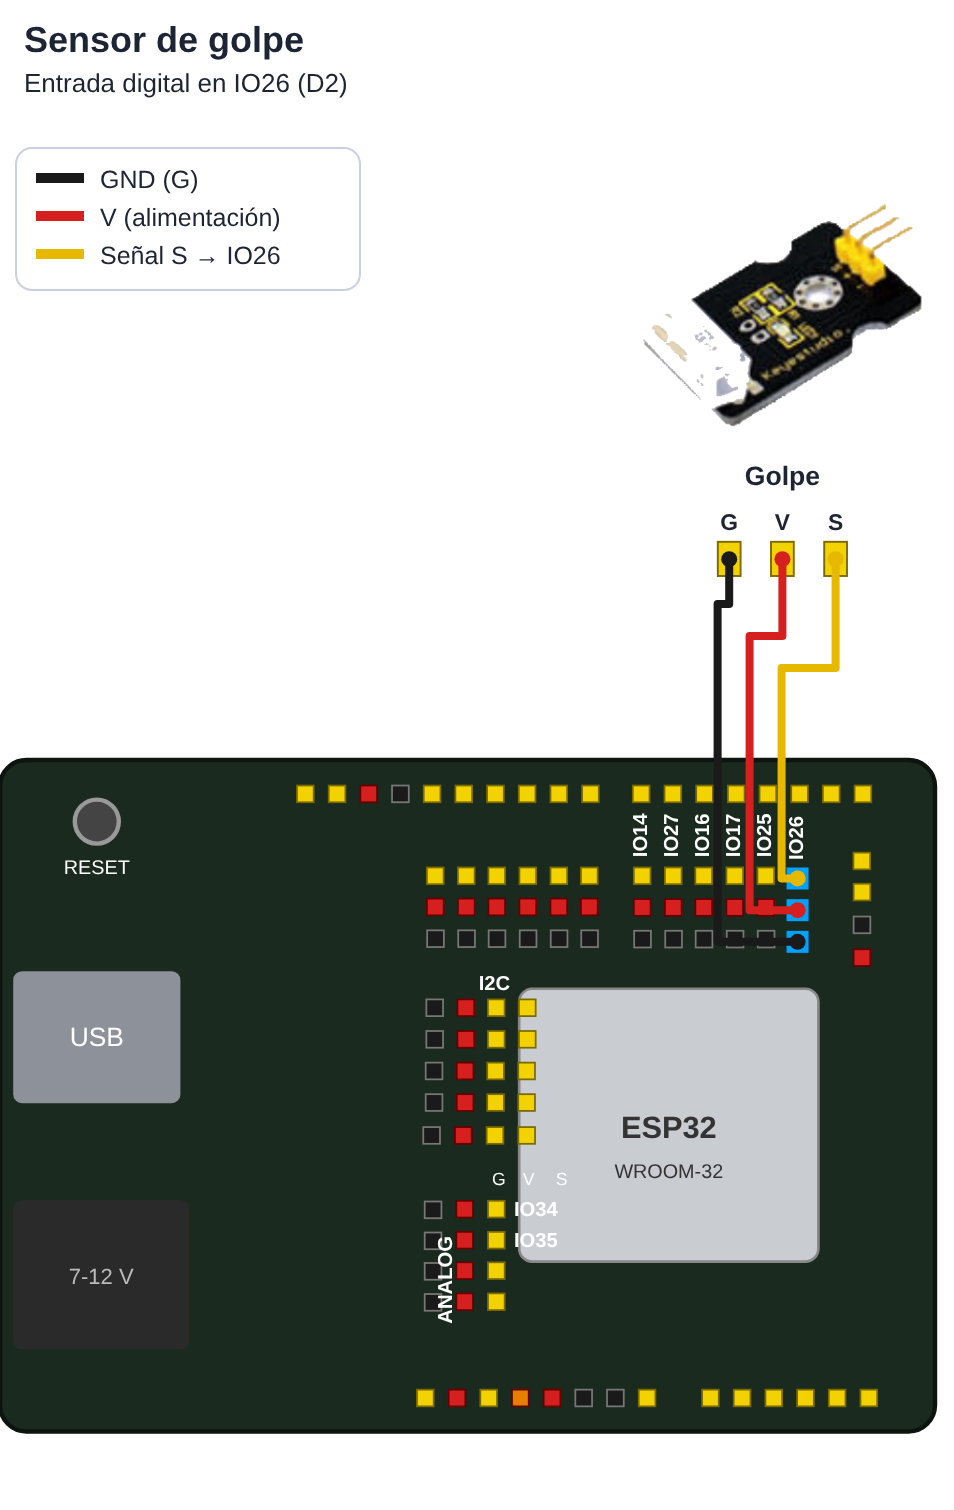 Sensor de golpe
Entrada digital en IO26 (D2)
GND (G)
V (alimentación)
Señal S → IO26
Keyestudio
Golpe
G V S
RESET
IO14 IO27 IO16 IO17 IO25 IO26
I2C
USB
ESP32
WROOM-32
G V S
IO34
IO35
ANALOG
7-12 V